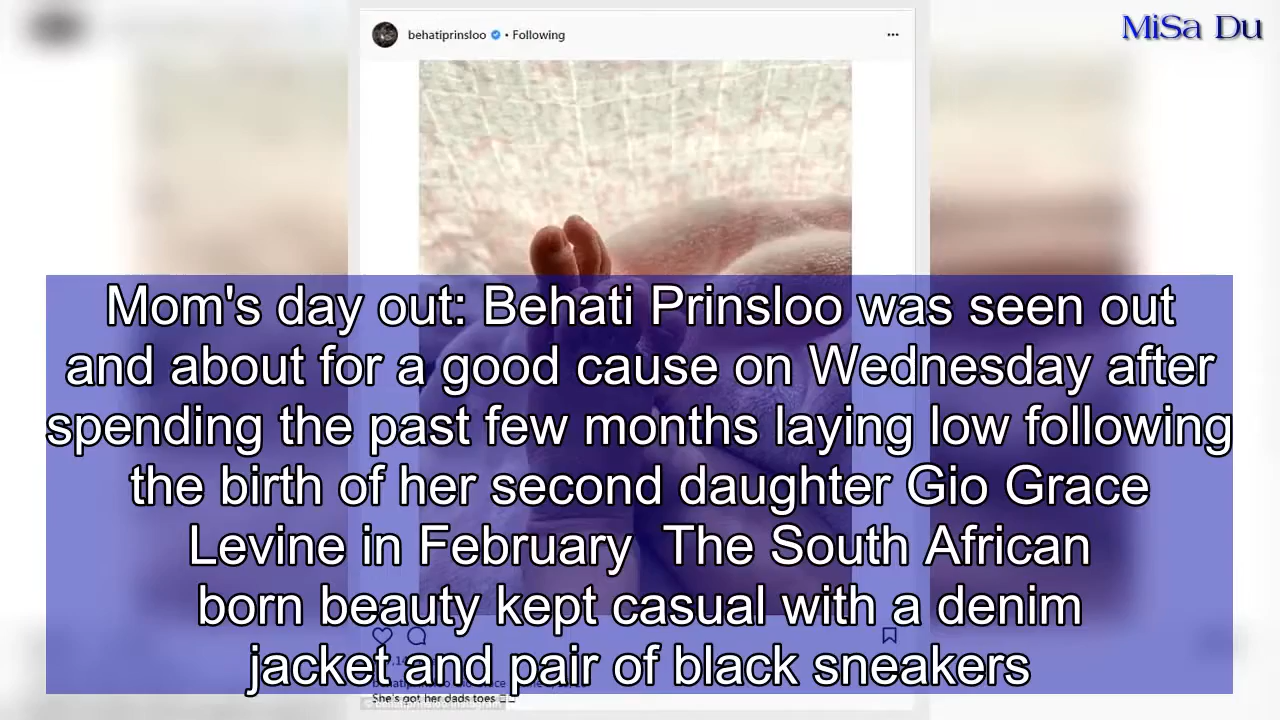 MiSa Du
behatiprinsloo • Following
Mom's day out: Behati Prinsloo was seen out
and about for a good cause on Wednesday after
spending the past few months laying low following
the birth of her second daughter Gio Grace
Levine in February The South African
born beauty kept casual with a denim
jacket and pair of black sneakers
behatiprinsloo
She's got her dads toes